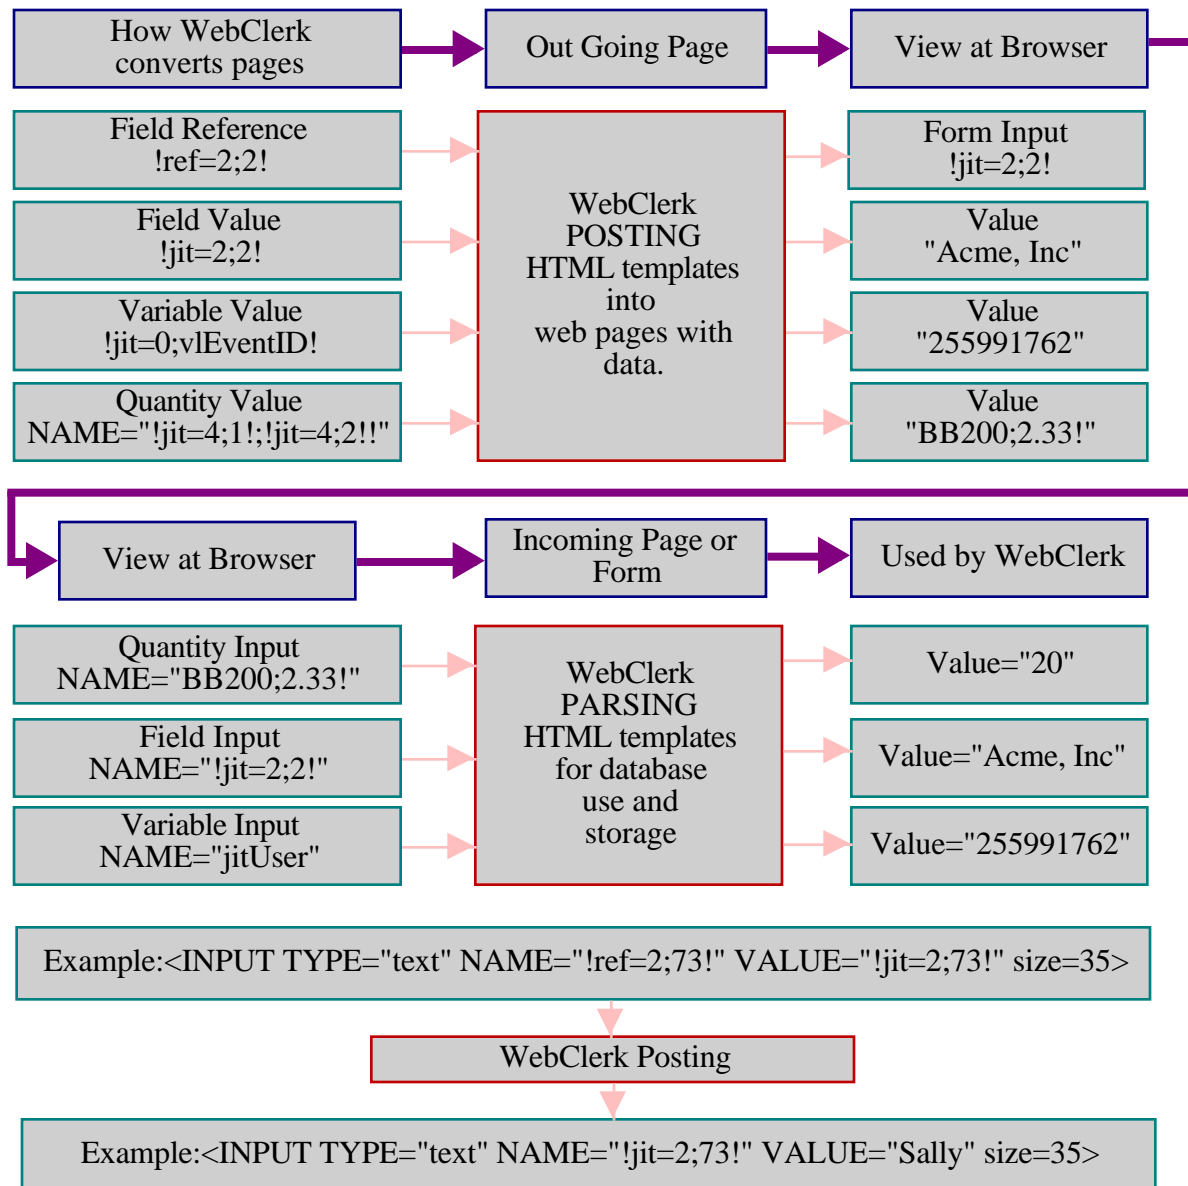 How WebClerk
converts pages
Out Going Page
View at Browser
Field Reference
!ref=2;2!
Form Input
!jit=2;2!
Field Value
!jit=2;2!
WebClerk
POSTING
HTML templates
into
web pages with
data.
Value
"Acme, Inc"
Variable Value
!jit=0;vlEventID!
Value
"255991762"
Quantity Value
NAME="!jit=4;1!;!jit=4;2!!"
Value
"BB200;2.33!"
View at Browser
Incoming Page or
Form
Used by WebClerk
Quantity Input
NAME="BB200;2.33!"
WebClerk
PARSING
HTML templates
for database
use and
storage
Value="20"
Field Input
NAME="!jit=2;2!"
Value="Acme, Inc"
Variable Input
NAME="jitUser"
Value="255991762"
Example:<INPUT TYPE="text" NAME="!ref=2;73!" VALUE="!jit=2;73!" size=35>
WebClerk Posting
Example:<INPUT TYPE="text" NAME="!jit=2;73!" VALUE="Sally" size=35>